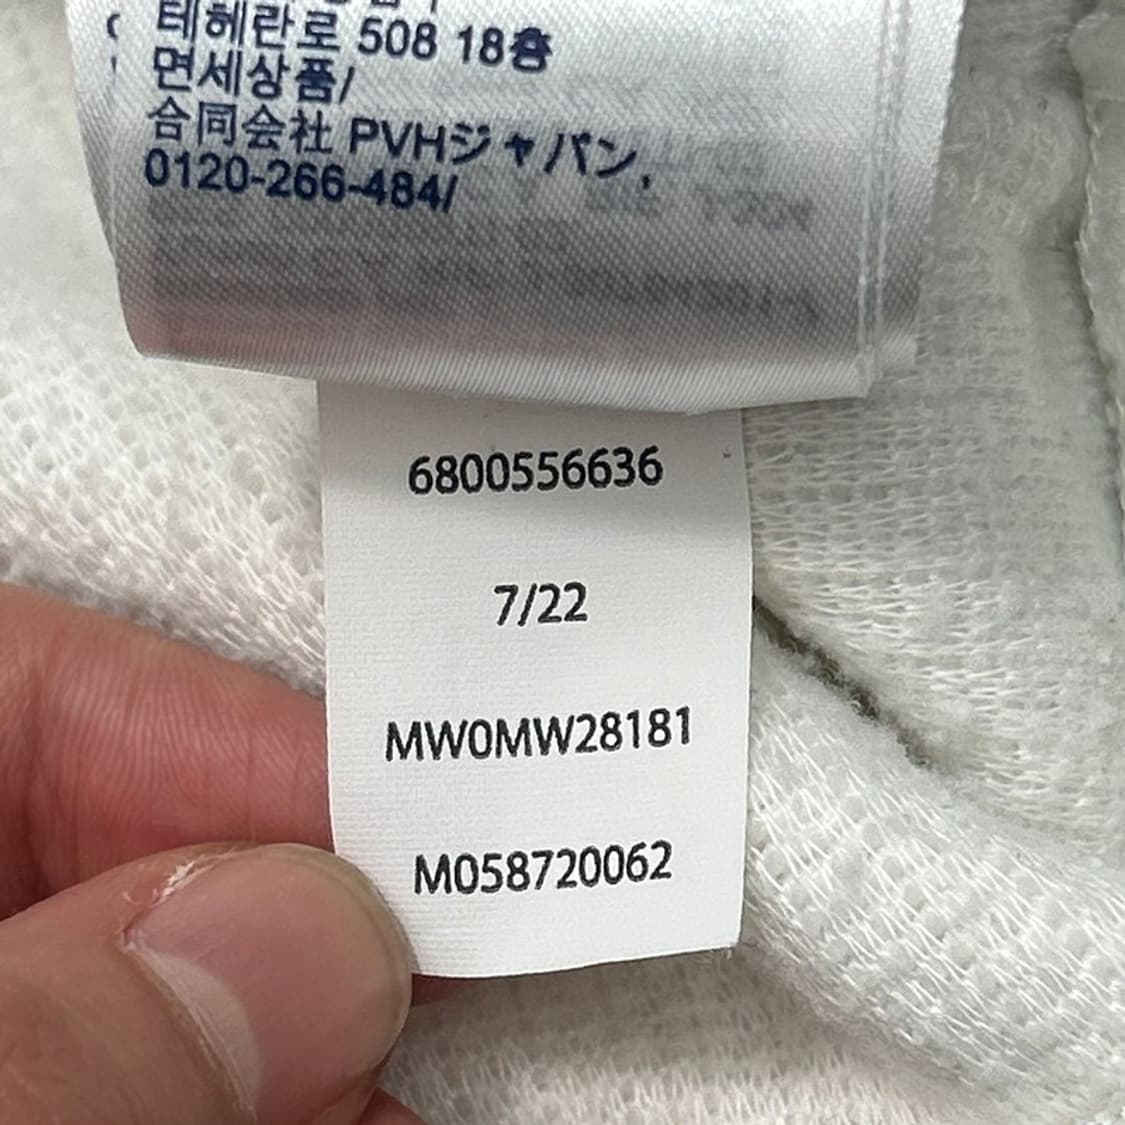 테헤란로 508 18층
면세상품/
合同会社 PVHジャパン,
0120-266-484/
6800556636
7/22
MW0MW28181
M058720062